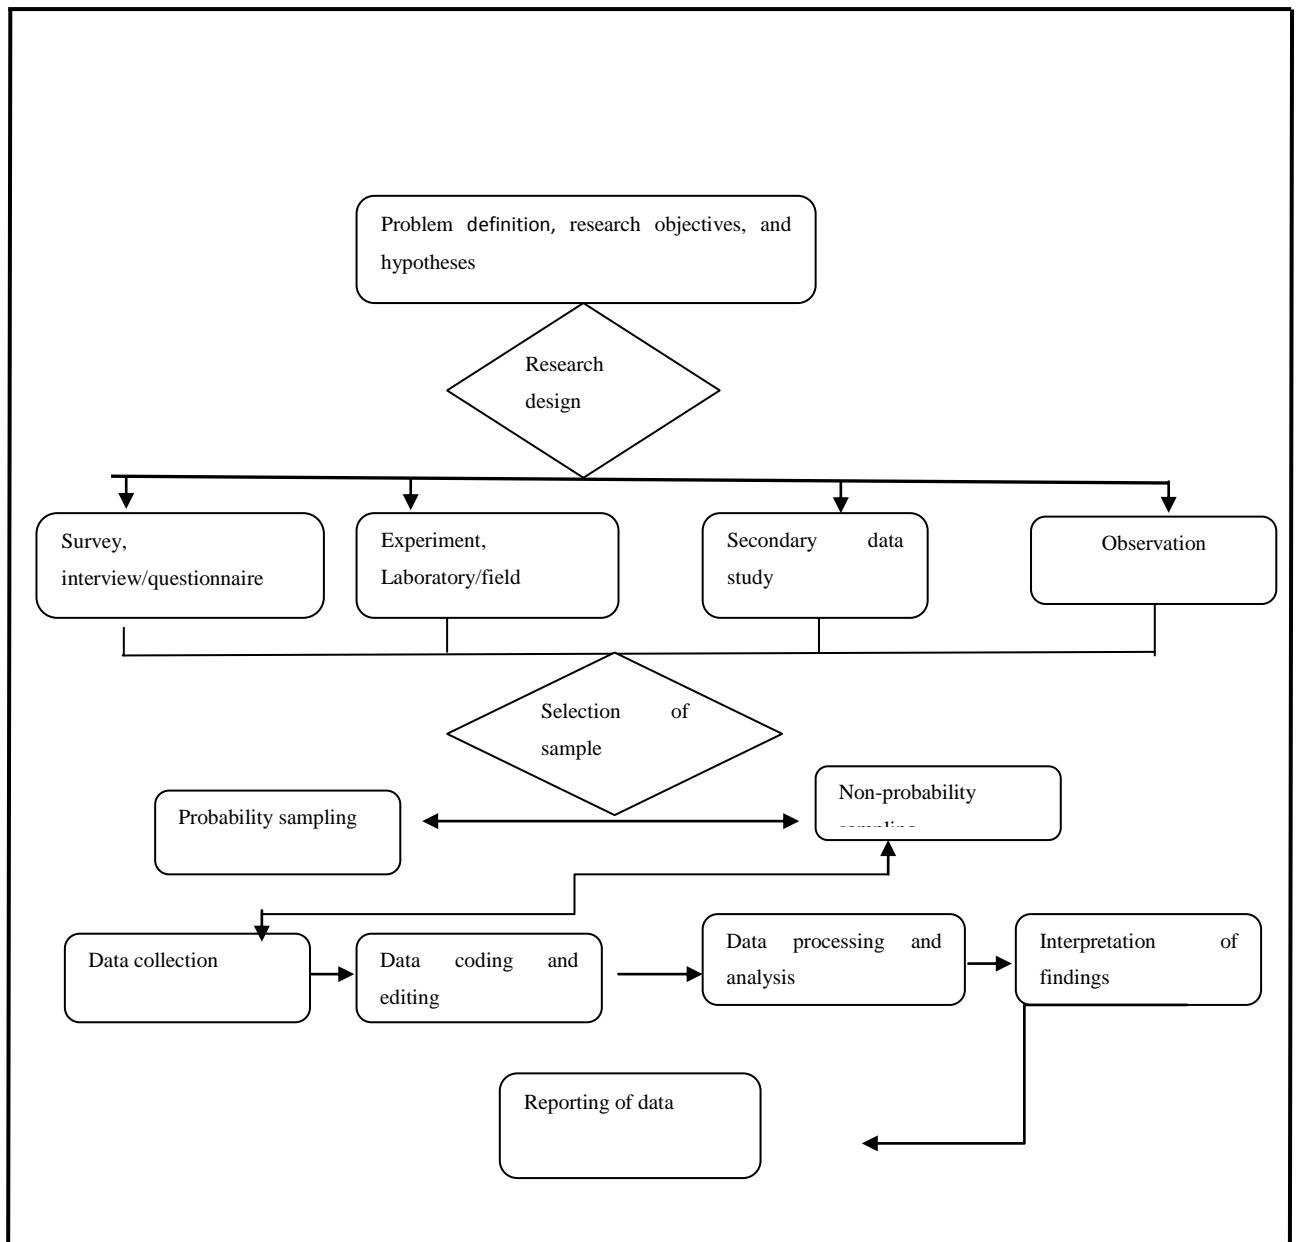 Problem definition, research objectives, and
hypotheses
Research
design
Survey,
interview/questionnaire
Experiment,
Laboratory/field
Secondary data
study
Observation
Selection of
sample
Probability sampling
Non-probability
Data collection
Data coding and
editing
Data processing and
analysis
Interpretation of
findings
Reporting of data